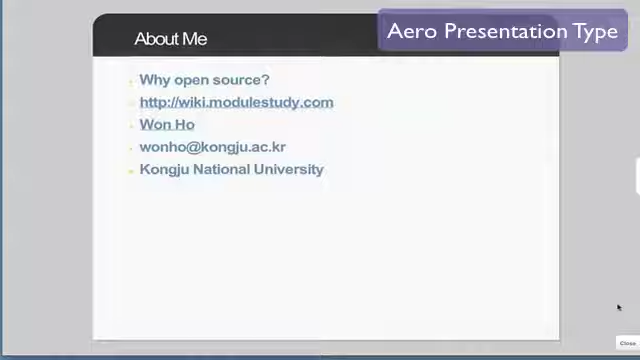 Aero Presentation Type
About Me
Why open source?
http://wiki.modulestudy.com
Won Ho
wonho@kongju.ac.kr
Kongju National University
Close